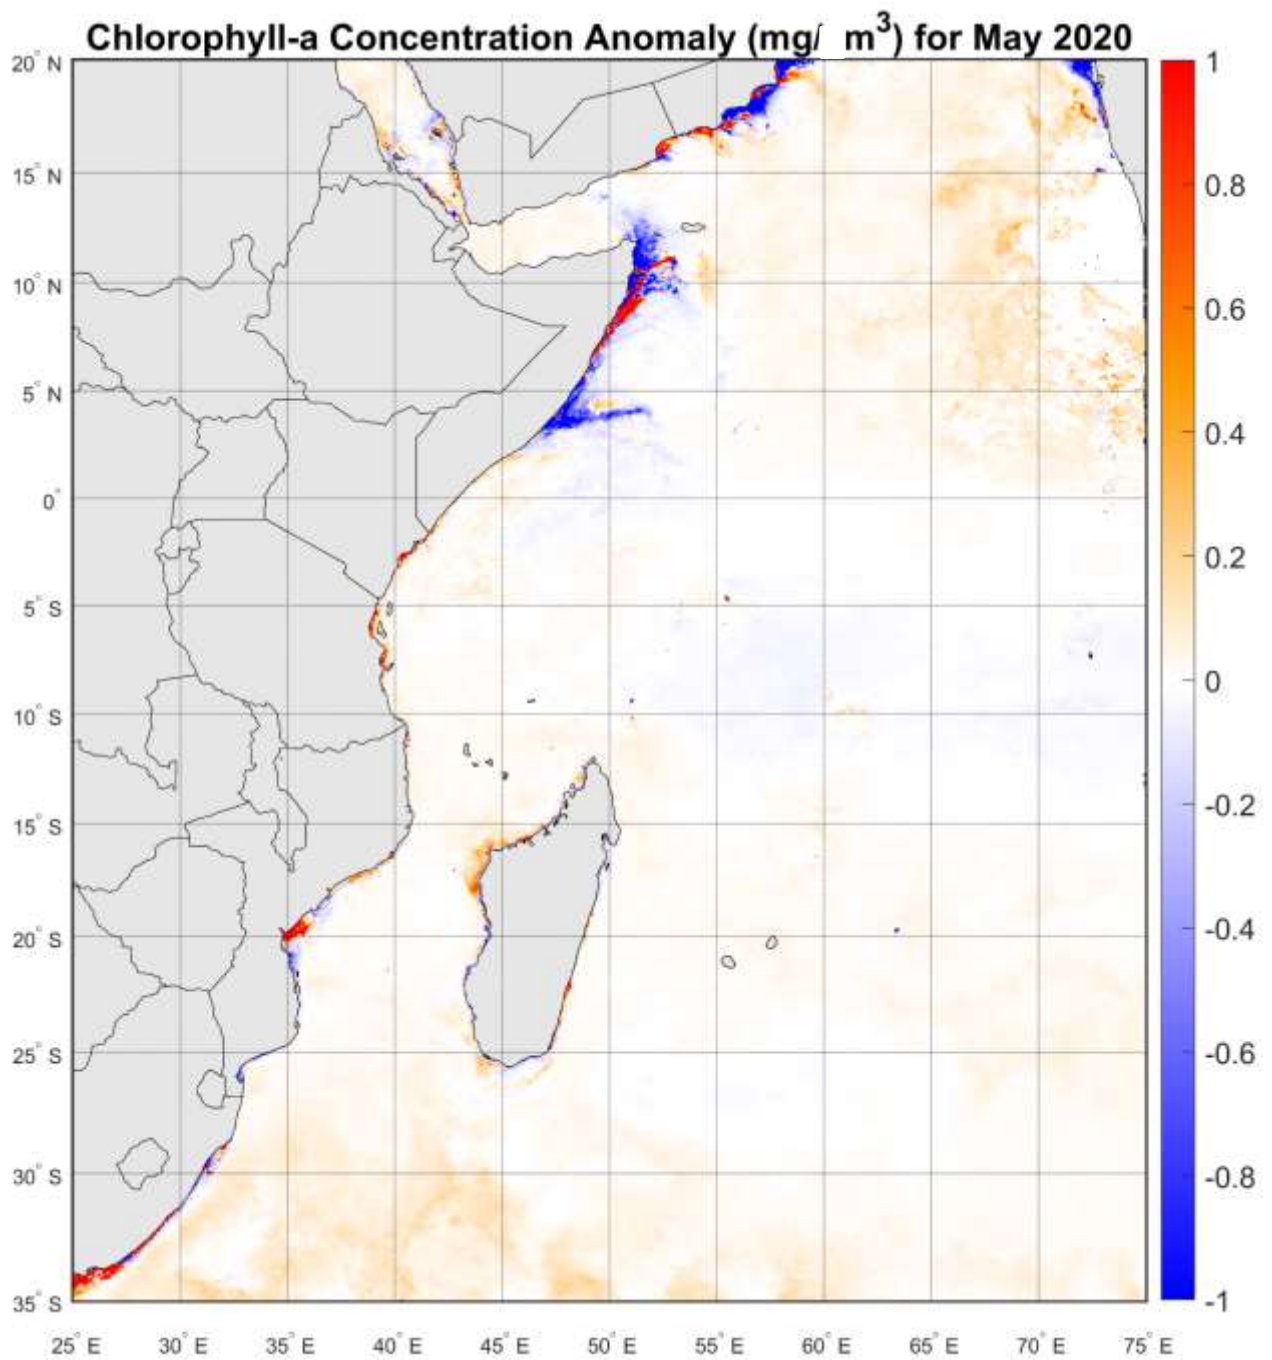 Chlorophyll-a Concentration Anomaly (mg/ m³) for May 2020
20° N
15° N
10° N
5° N
0°
5° S
10° S
15° S
20° S
25° S
30° S
35° S
25° E 30° E 35° E 40° E 45° E 50° E 55° E 60° E 65° E 70° E 75° E
1
0.8
0.6
0.4
0.2
0
-0.2
-0.4
-0.6
-0.8
-1